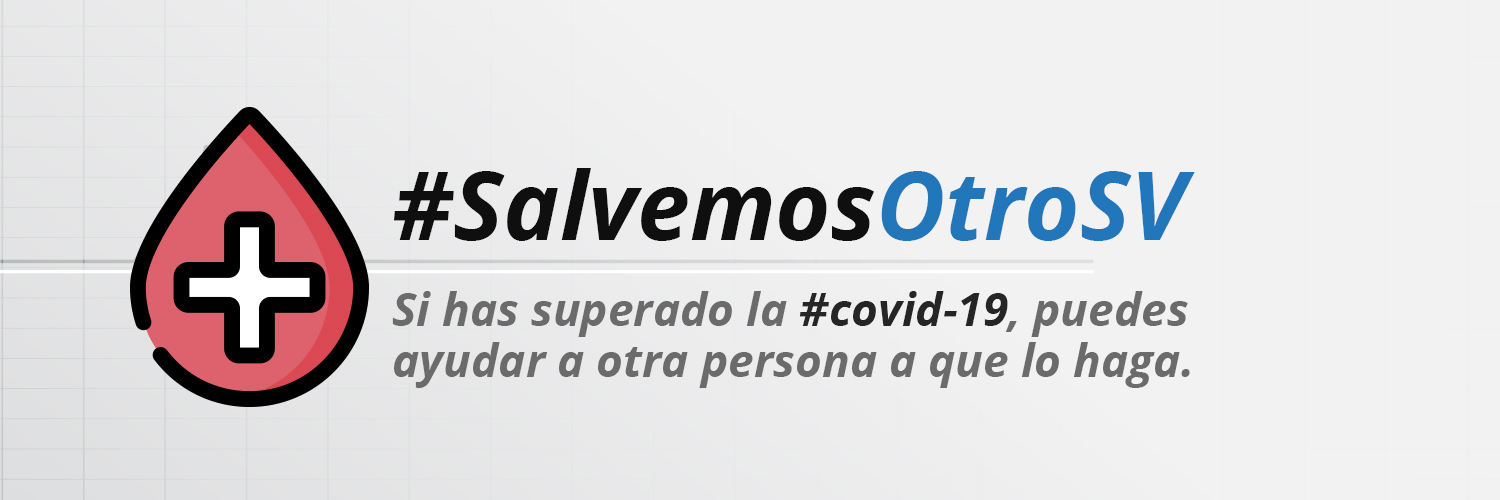 #SalvemosOtroSV
Si has superado la #covid-19, puedes
ayudar a otra persona a que lo haga.